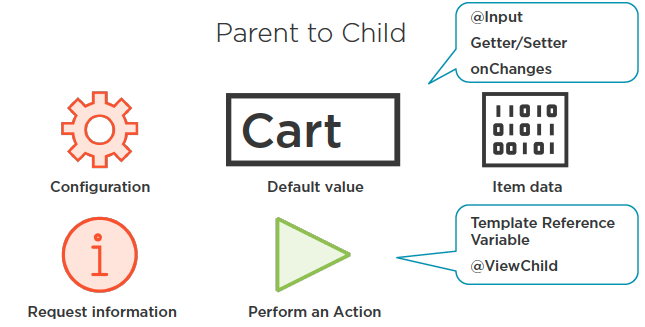 Parent to Child
@Input
Getter/Setter
onChanges
Cart
11010
01011
00101
Configuration
Default value
Item data
i
Template Reference
Variable
@ViewChild
Request information
Perform an Action